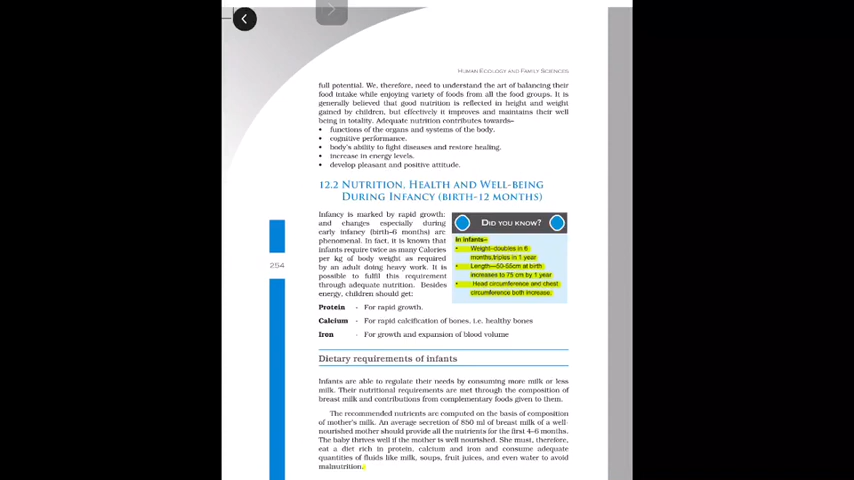 HUMAN ECOLOGY AND FAMILY SCIENCES
full potential. We, therefore, need to understand the art of balancing their
food intake while enjoying variety of foods from all the food groups. It is
generally believed that good nutrition is reflected in height and weight
gained by children, but effectively it improves and maintains their well
being in totality. Adequate nutrition contributes towards–
• functions of the organs and systems of the body.
• cognitive performance.
• body's ability to fight diseases and restore healing.
• increase in energy levels.
• develop pleasant and positive attitude.
12.2 NUTRITION, HEALTH AND WELL-BEING
DURING INFANCY (BIRTH-12 MONTHS)
Infancy is marked by rapid growth;
and changes especially during
early infancy (birth–6 months) are
phenomenal. In fact, it is known that
infants require twice as many Calories
per kg of body weight as required
by an adult doing heavy work. It is
possible to fulfil this requirement
through adequate nutrition. Besides
energy, children should get:
DID YOU KNOW?
In infants–
• Weight–doubles in 6
months,triples in 1 year
• Length—50-55cm at birth
increases to 75 cm by 1 year
• Head circumference and chest
circumference both increase.
254
Protein - For rapid growth.
Calcium - For rapid calcification of bones, i.e. healthy bones
Iron - For growth and expansion of blood volume
Dietary requirements of infants
Infants are able to regulate their needs by consuming more milk or less
milk. Their nutritional requirements are met through the composition of
breast milk and contributions from complementary foods given to them.
The recommended nutrients are computed on the basis of composition
of mother's milk. An average secretion of 850 ml of breast milk of a well-
nourished mother should provide all the nutrients for the first 4–6 months.
The baby thrives well if the mother is well nourished. She must, therefore,
eat a diet rich in protein, calcium and iron and consume adequate
quantities of fluids like milk, soups, fruit juices, and even water to avoid
malnutrition.